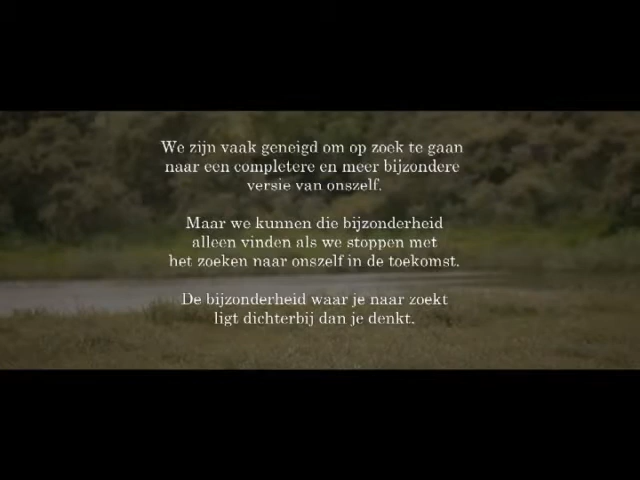 We zijn vaak geneigd om op zoek te gaan
naar een completere en meer bijzondere
versie van onszelf.
Maar we kunnen die bijzonderheid
alleen vinden als we stoppen met
het zoeken naar onszelf in de toekomst.
De bijzonderheid waar je naar zoekt
ligt dichterbij dan je denkt.